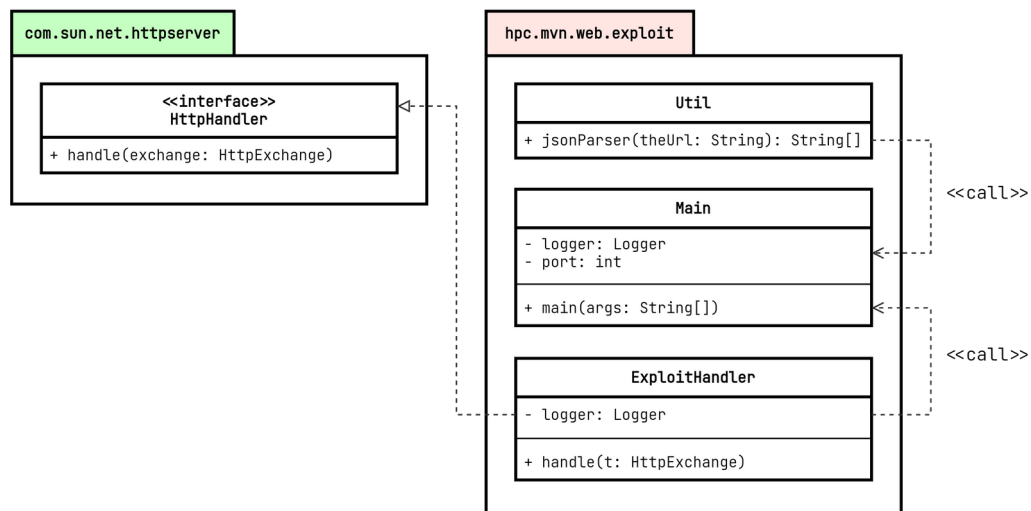 com.sun.net.httpserver
<<interface>>
HttpHandler
+ handle(exchange: HttpExchange)
hpc.mvn.web.exploit
Util
+ jsonParser(theUrl: String): String[]
<<call>>
Main
- logger: Logger
- port: int
+ main(args: String[])
<<call>>
ExploitHandler
- logger: Logger
+ handle(t: HttpExchange)